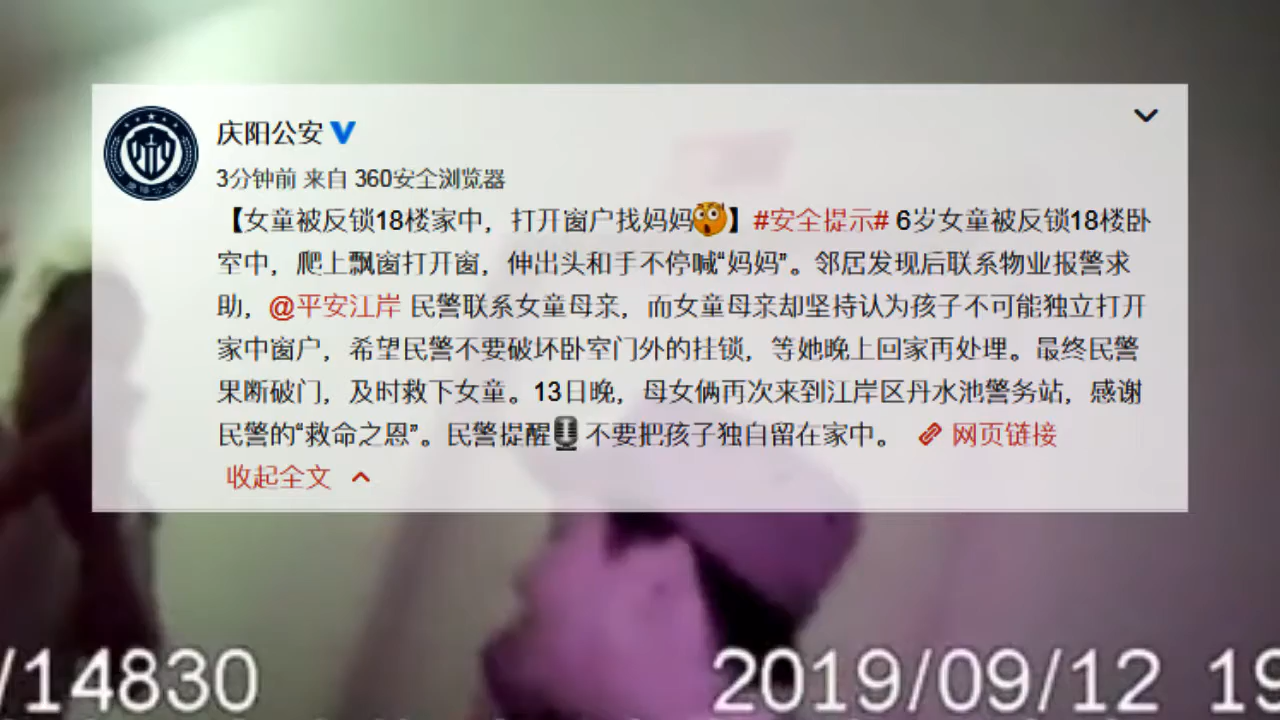 庆阳公安
3分钟前 来自 360安全浏览器
【女童被反锁18楼家中，打开窗户找妈妈】#安全提示# 6岁女童被反锁18楼卧
室中，爬上飘窗打开窗，伸出头和手不停喊“妈妈”。邻居发现后联系物业报警求
助，@平安江岸 民警联系女童母亲，而女童母亲却坚持认为孩子不可能独立打开
家中窗户，希望民警不要破坏卧室门外的挂锁，等她晚上回家再处理。最终民警
果断破门，及时救下女童。13日晚，母女俩再次来到江岸区丹水池警务站，感谢
民警的“救命之恩”。民警提醒 不要把孩子独自留在家中。 网页链接
收起全文
/14830
2019/09/12 19